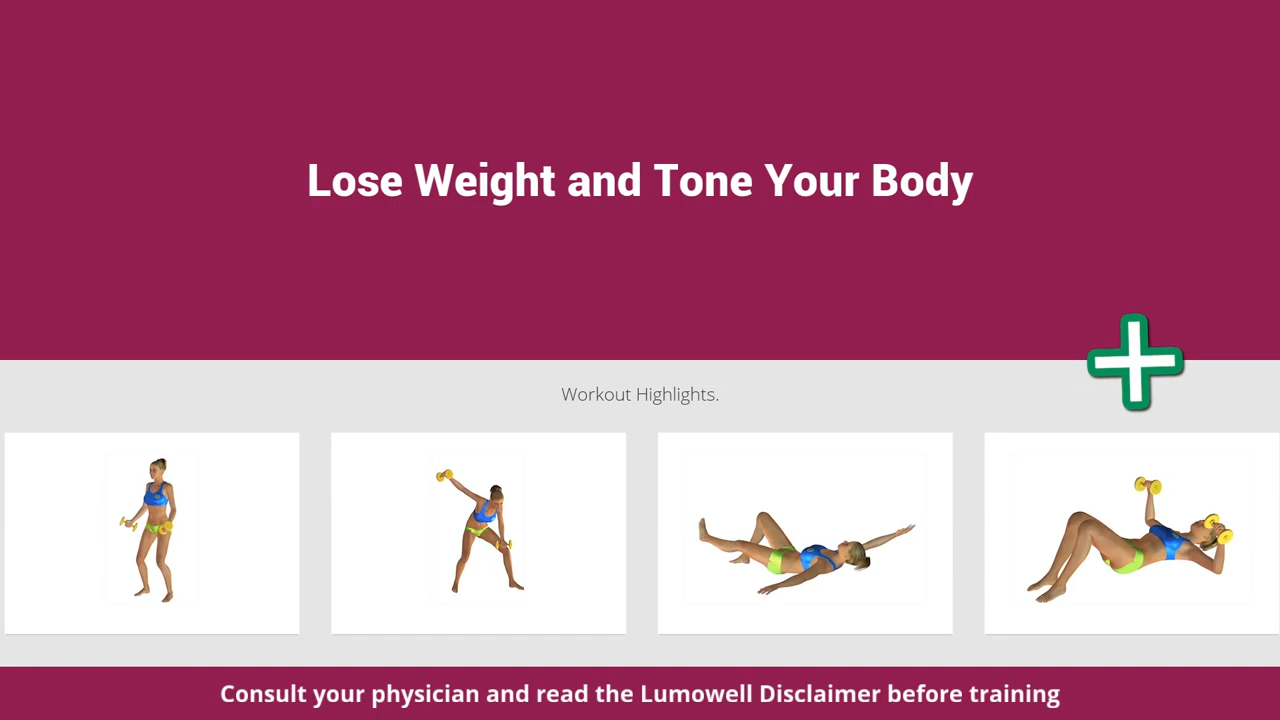 Lose Weight and Tone Your Body
Workout Highlights.
Consult your physician and read the Lumowell Disclaimer before training